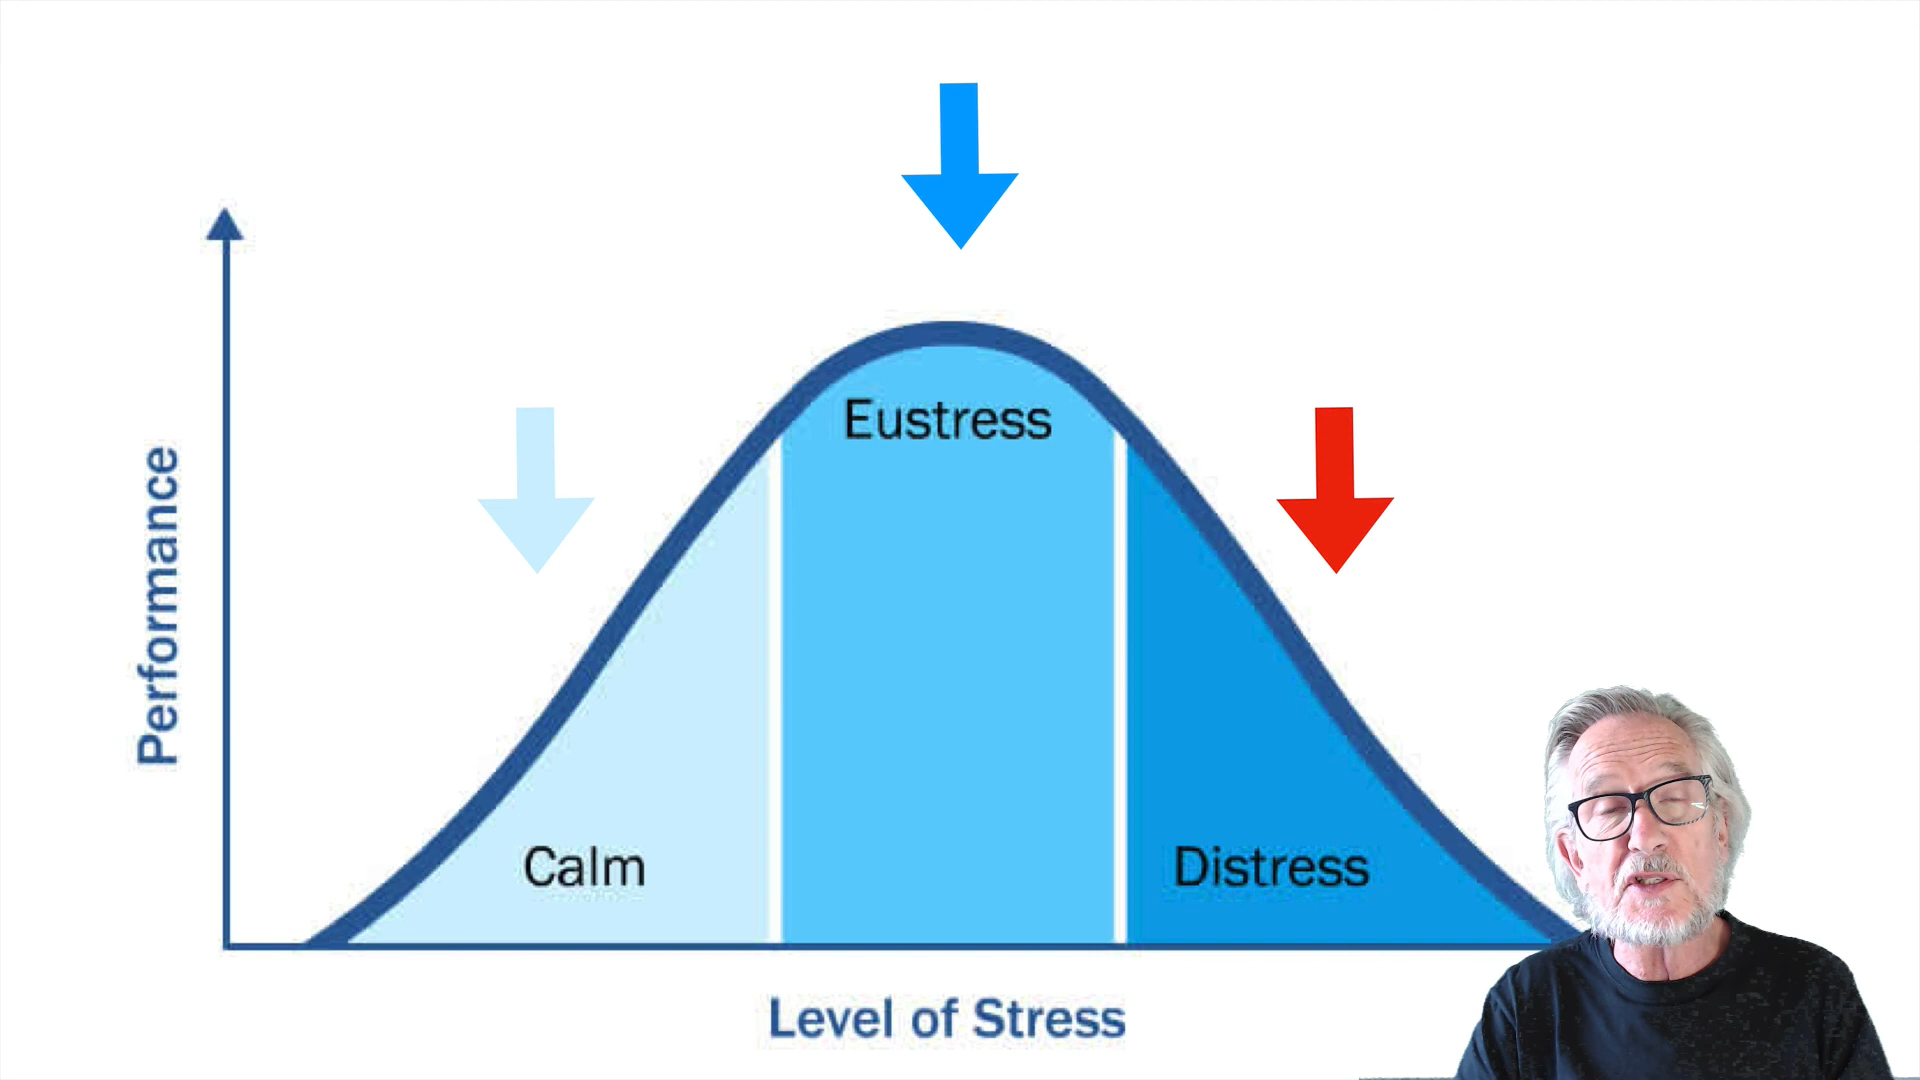 Performance
Eustress
Calm
Distress
Level of Stress